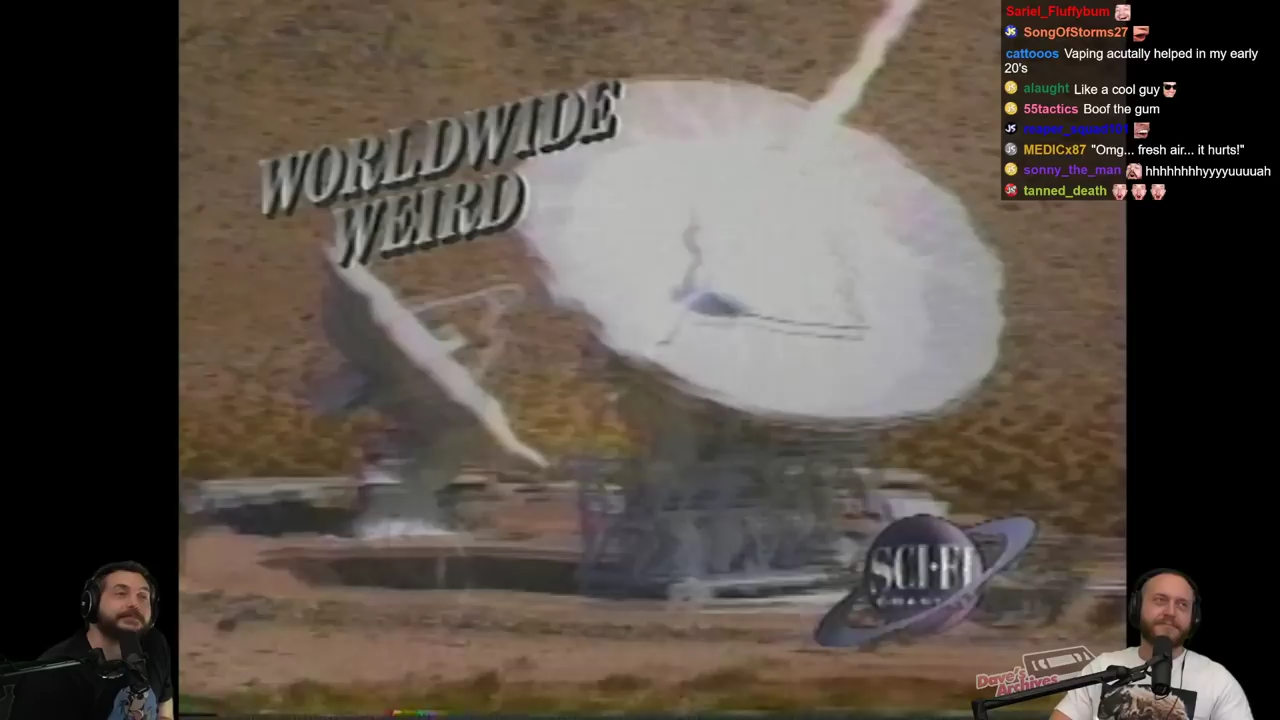 WORLDWIDE
WEIRD
SCI-FI
CHANNEL
Dave's
Archives
Sariel_Fluffybum
SongOfStorms27
cattooos Vaping acutally helped in my early
20's
alaught Like a cool guy
55tactics Boof the gum
MEDICx87 "Omg... fresh air... it hurts!"
sonny_the_man hhhhhhhhyyyyuuuuah
tanned_death